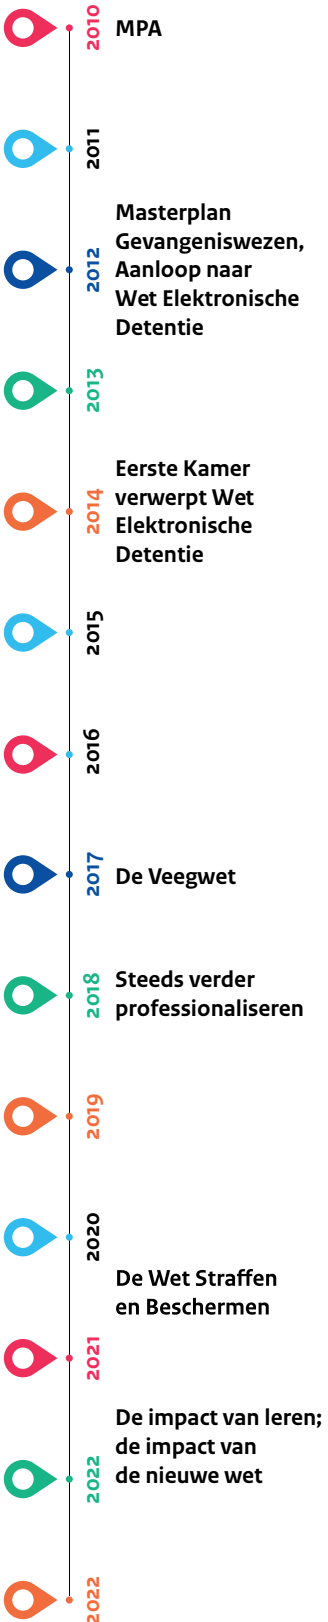 2010
MPA
2011
Masterplan
Gevangeniswezen,
Aanloop naar
2012
Wet Elektronische
Detentie
2013
Eerste Kamer
2014
verwerpt Wet
Elektronische
Detentie
2015
2016
2017
De Veegwet
2018
Steeds verder
professionaliseren
2019
2020
De Wet Straffen
en Beschermen
2021
De impact van leren;
de impact van
de nieuwe wet
2022
2022